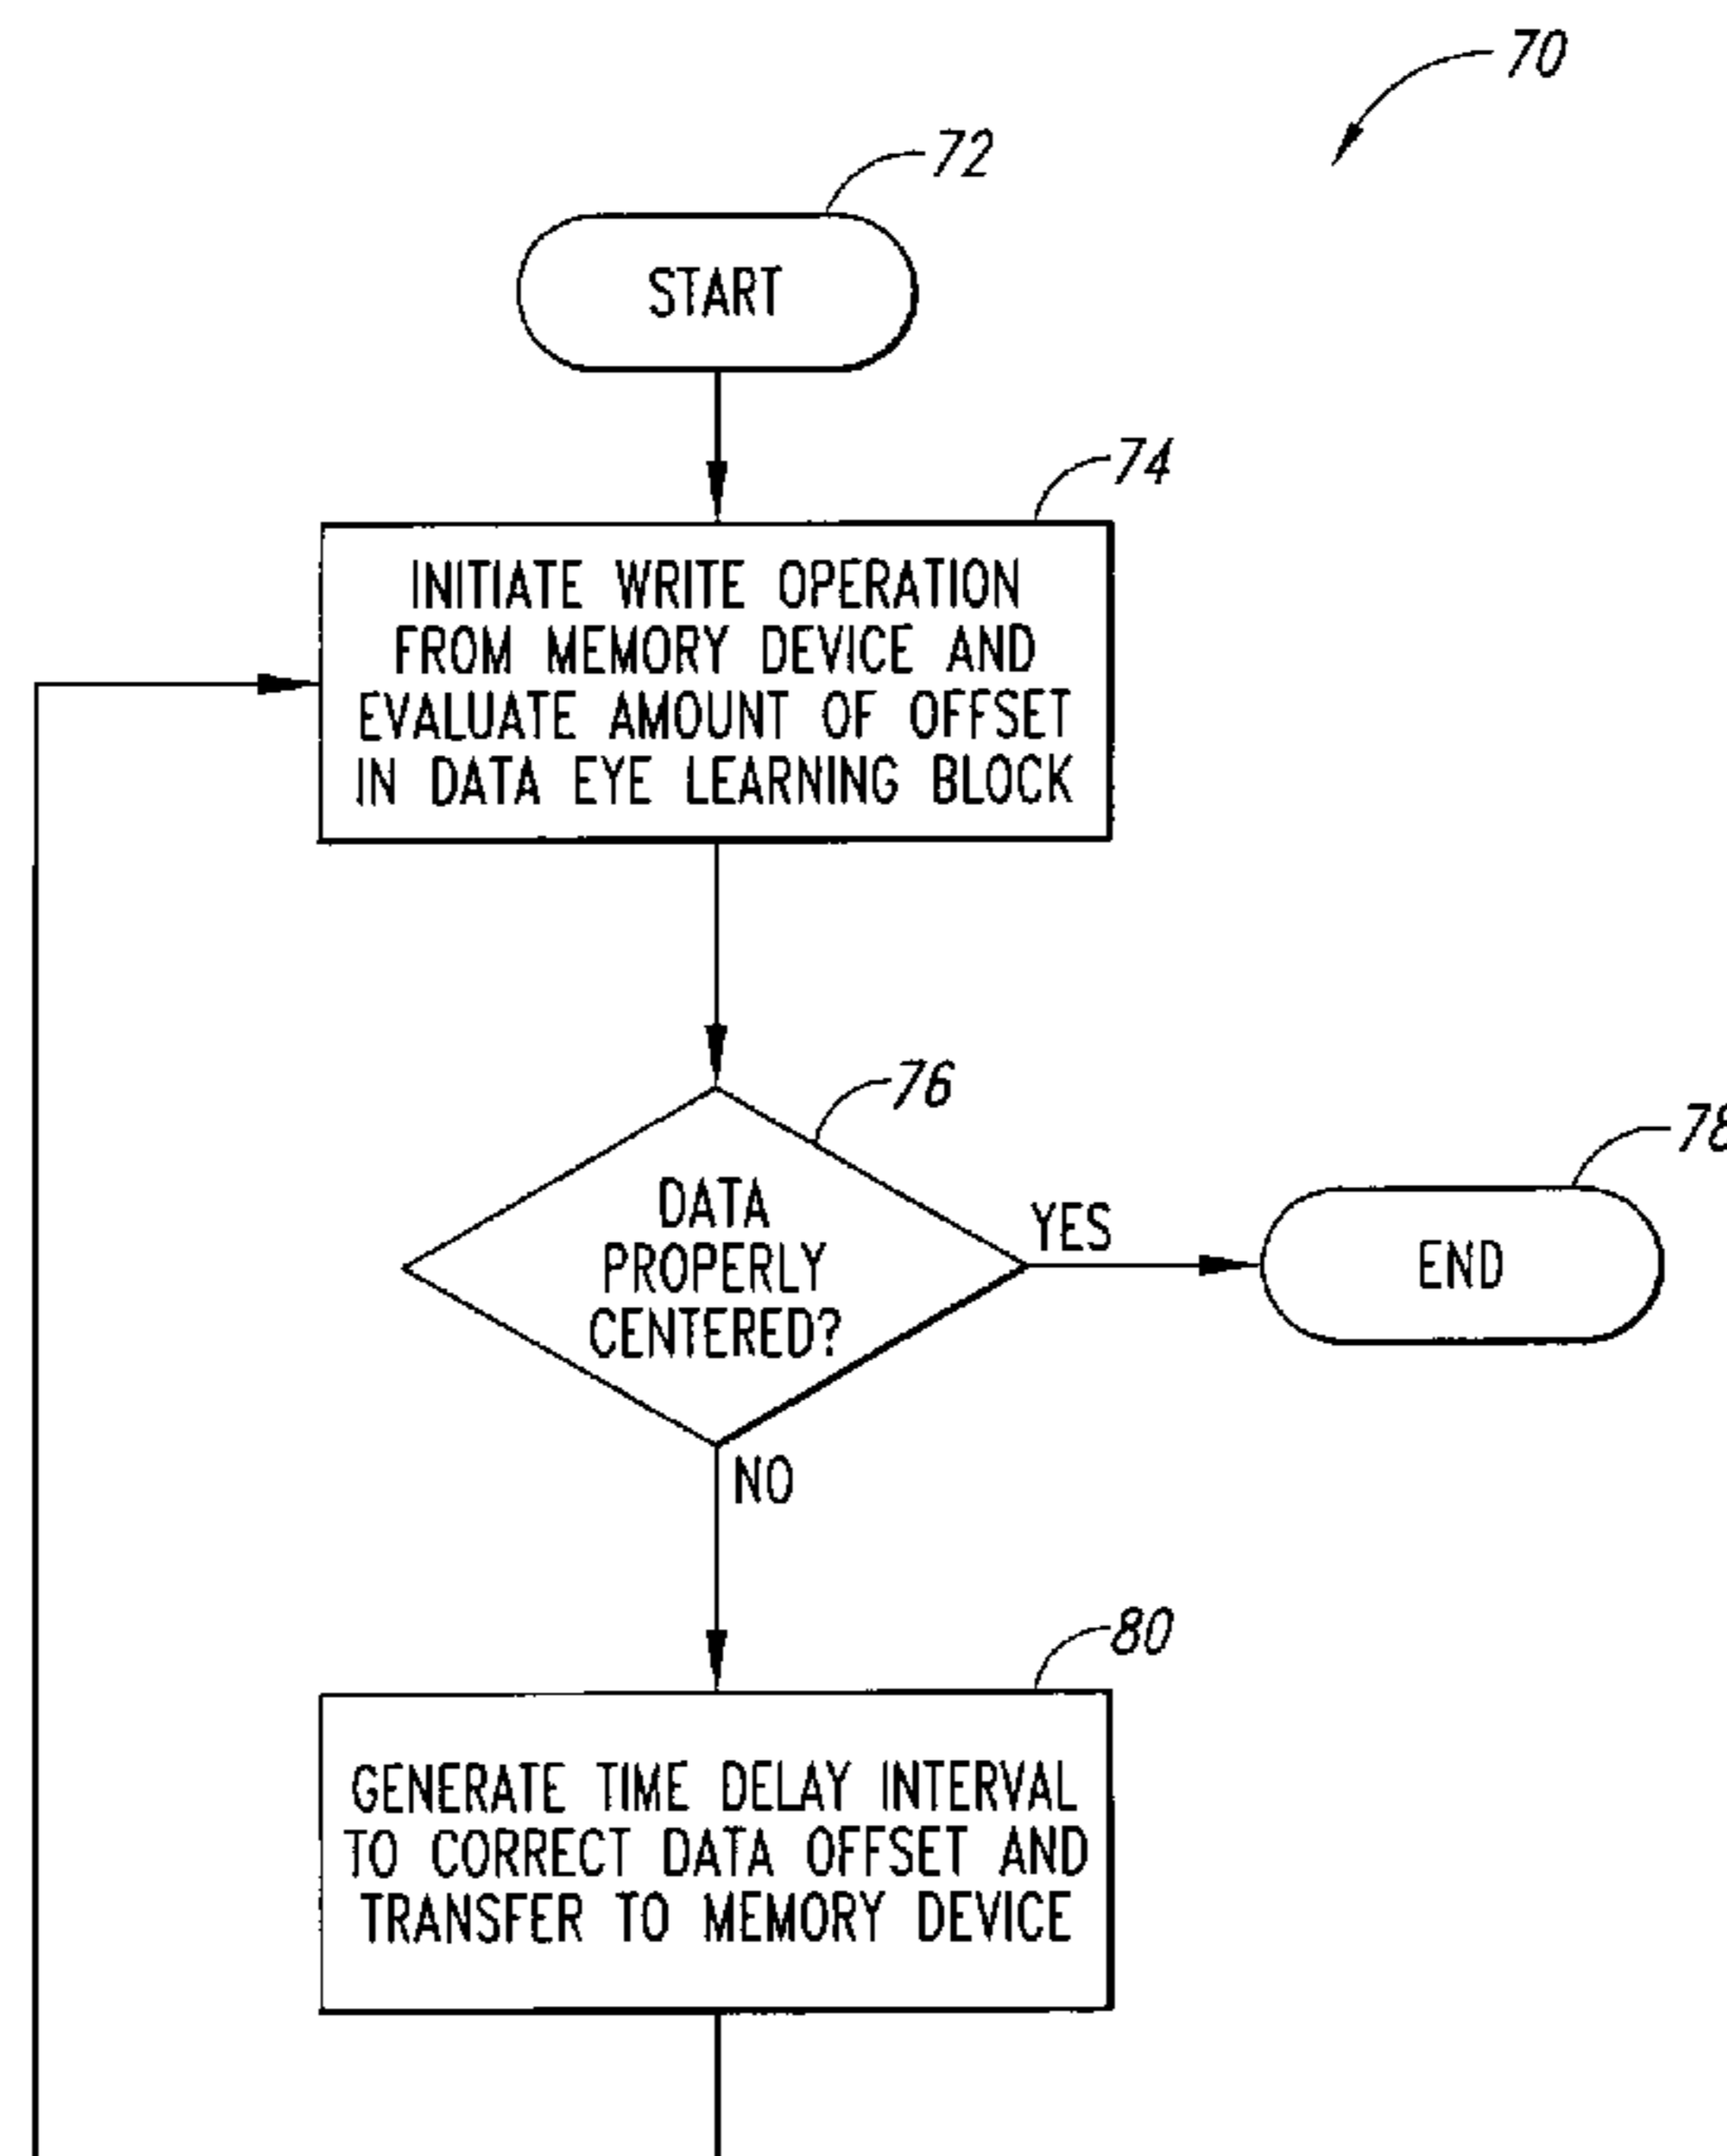 70
72
START
74
INITIATE WRITE OPERATION
FROM MEMORY DEVICE AND
EVALUATE AMOUNT OF OFFSET
IN DATA EYE LEARNING BLOCK
76
DATA
PROPERLY
CENTERED?
YES
78
END
NO
80
GENERATE TIME DELAY INTERVAL
TO CORRECT DATA OFFSET AND
TRANSFER TO MEMORY DEVICE